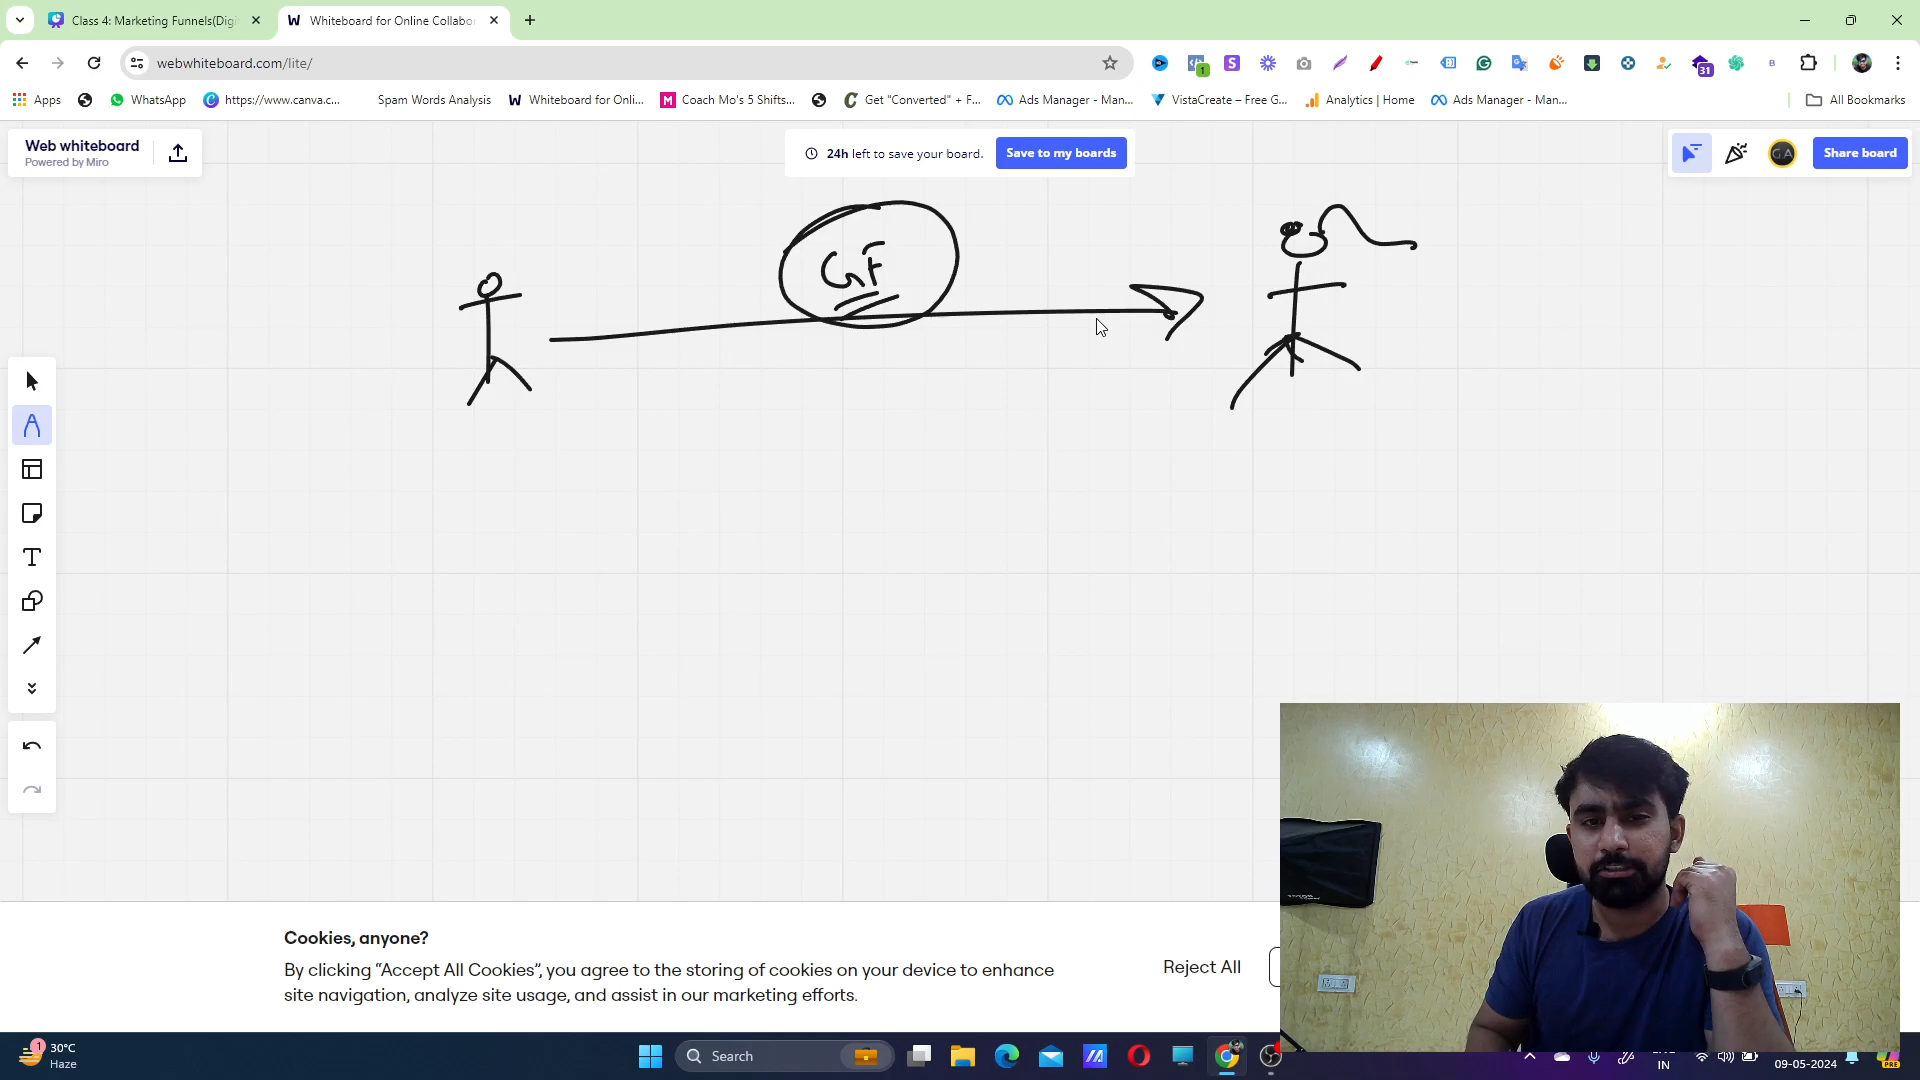 Class 4: Marketing Funnels(Digi
Whiteboard for Online Collabo
webwhiteboard.com/lite/
Apps
WhatsApp
https://www.canva.c...
Spam Words Analysis
Whiteboard for Onli...
Coach Mo's 5 Shifts...
Get "Converted" + F...
Ads Manager - Man...
VistaCreate – Free G...
Analytics | Home
Ads Manager - Man...
All Bookmarks
Web whiteboard
Powered by Miro
24h left to save your board.
Save to my boards
GA
Share board
GF
Cookies, anyone?
By clicking “Accept All Cookies”, you agree to the storing of cookies on your device to enhance
site navigation, analyze site usage, and assist in our marketing efforts.
Reject All
1
30°C
Haze
Search
IN
09-05-2024